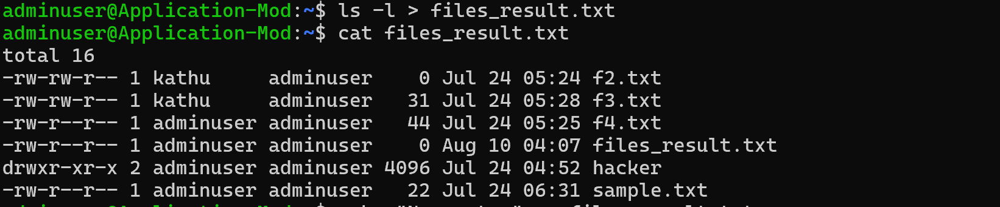 adminuser@Application-Mod:~$ ls -l > files_result.txt
adminuser@Application-Mod:~$ cat files_result.txt
total 16
-rw-rw-r-- 1 kathu     adminuser    0 Jul 24 05:24 f2.txt
-rw-rw-r-- 1 kathu     adminuser   31 Jul 24 05:28 f3.txt
-rw-r--r-- 1 adminuser adminuser   44 Jul 24 05:25 f4.txt
-rw-r--r-- 1 adminuser adminuser    0 Aug 10 04:07 files_result.txt
drwxr-xr-x 2 adminuser adminuser 4096 Jul 24 04:52 hacker
-rw-r--r-- 1 adminuser adminuser   22 Jul 24 06:31 sample.txt